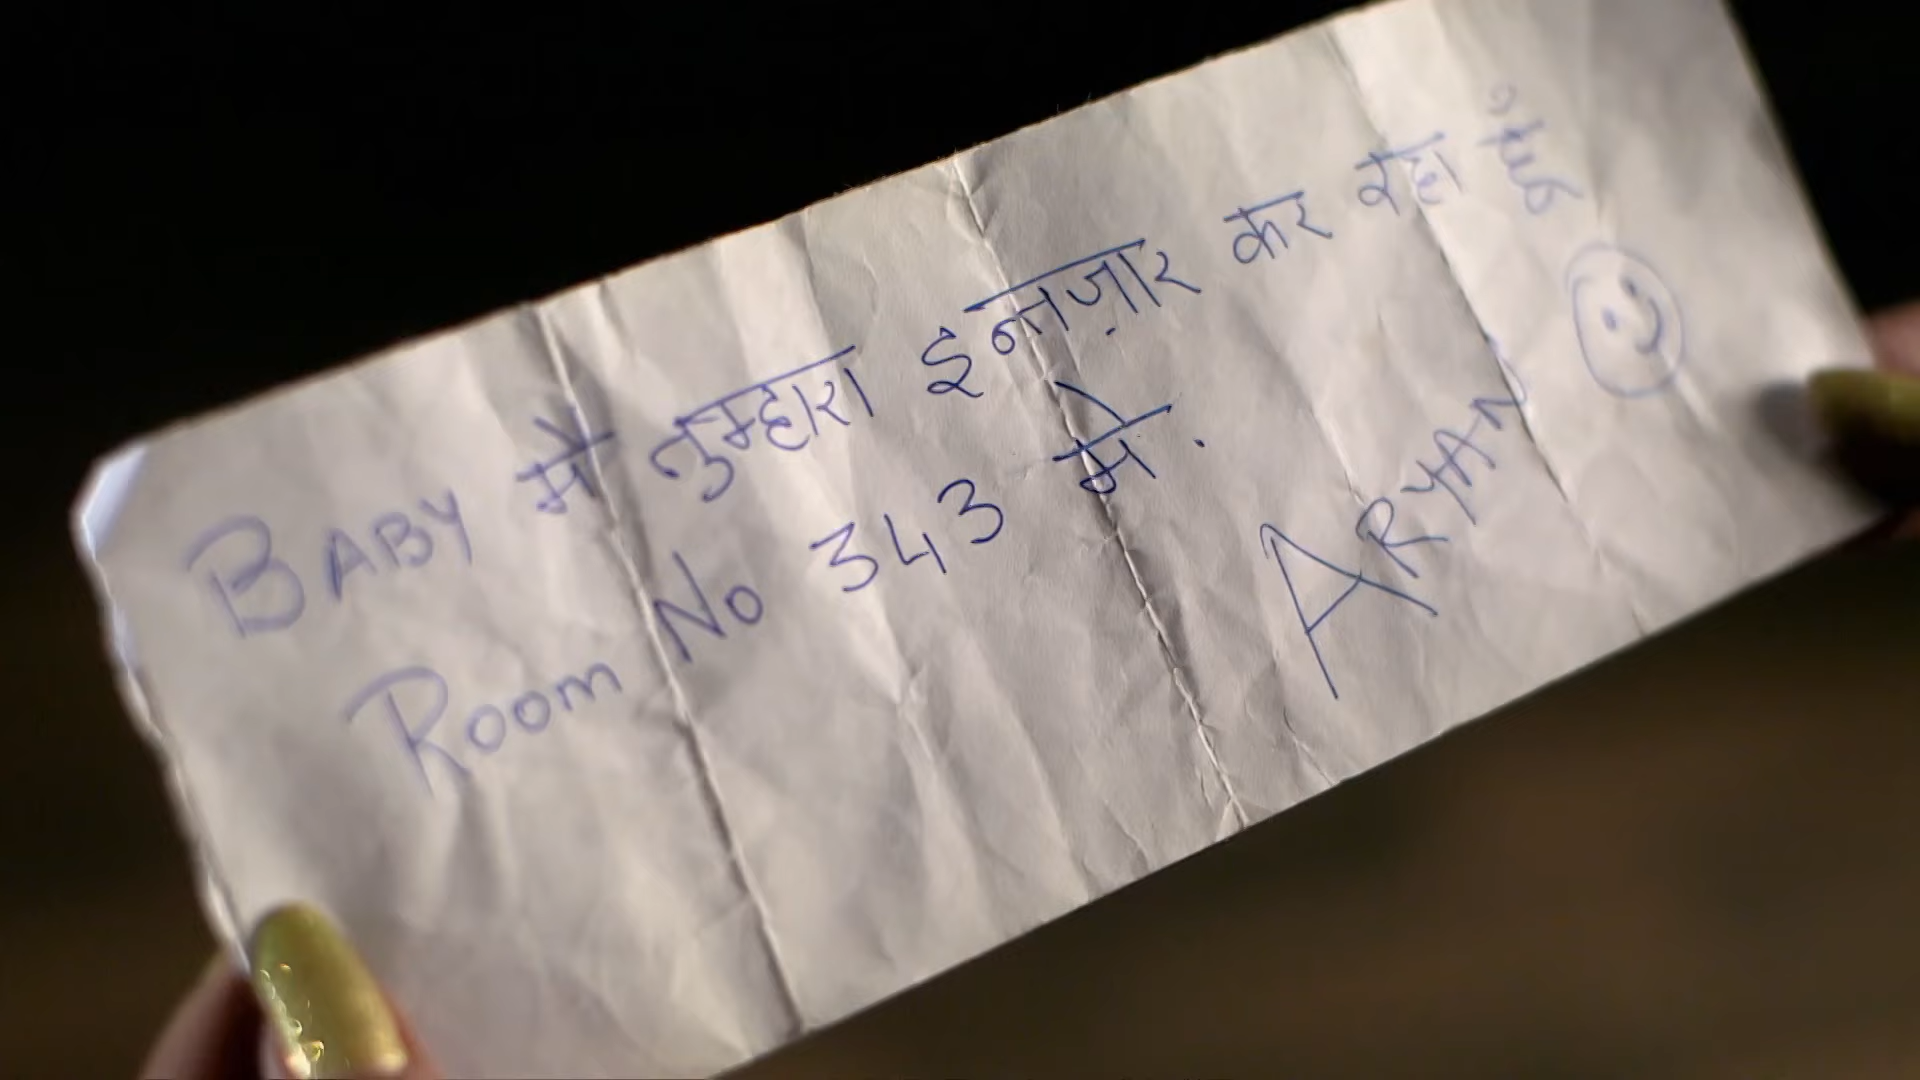 BABY मै तुम्हारा इन्तज़ार कर रहा हूँ
ROOM NO 343 मे.
ARYAN